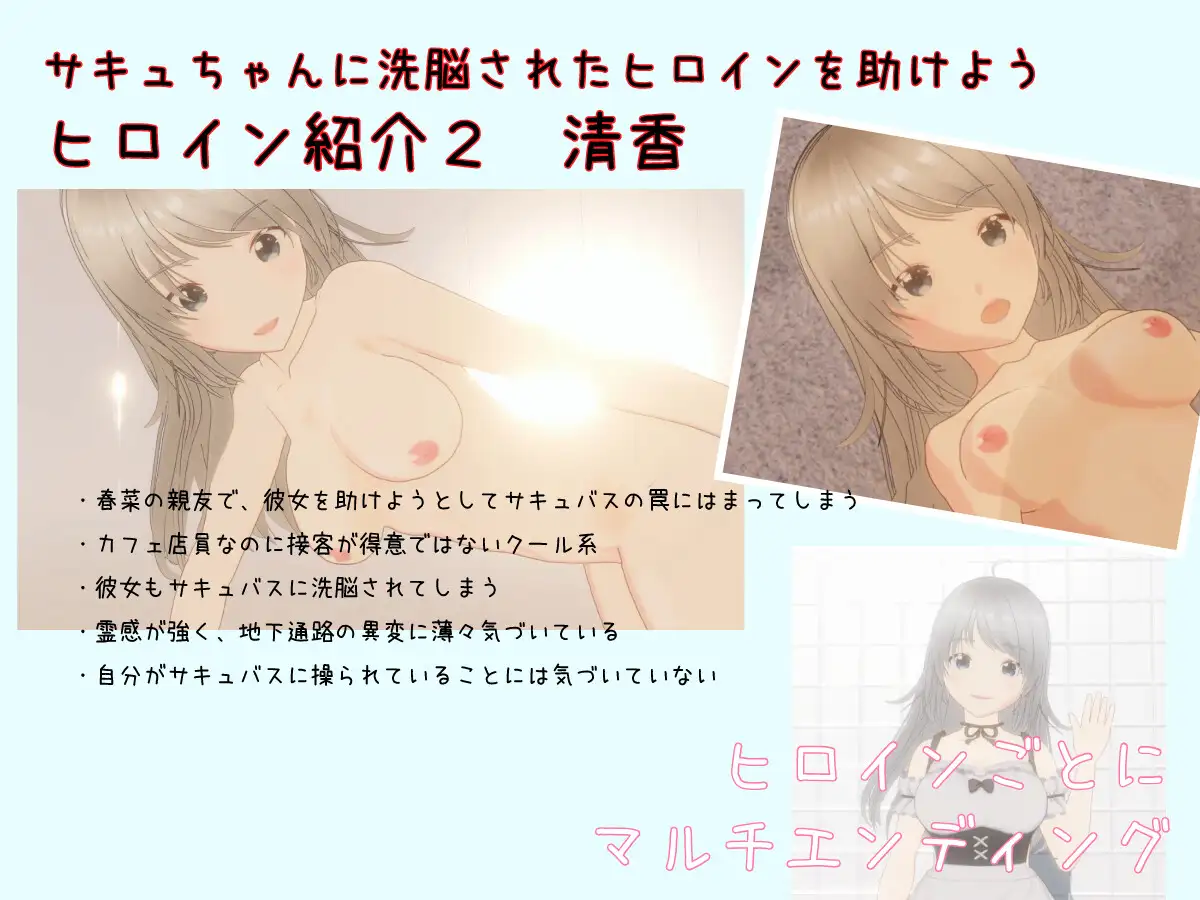 サキュちゃんに洗脳されたヒロインを助けよう
ヒロイン紹介２　清香
・春菜の親友で、彼女を助けようとしてサキュバスの罠にはまってしまう
・カフェ店員なのに接客が得意ではないクール系
・彼女もサキュバスに洗脳されてしまう
・霊感が強く、地下通路の異変に薄々気づいている
・自分がサキュバスに操られていることには気づいていない
ヒロインごとに
マルチエンディング